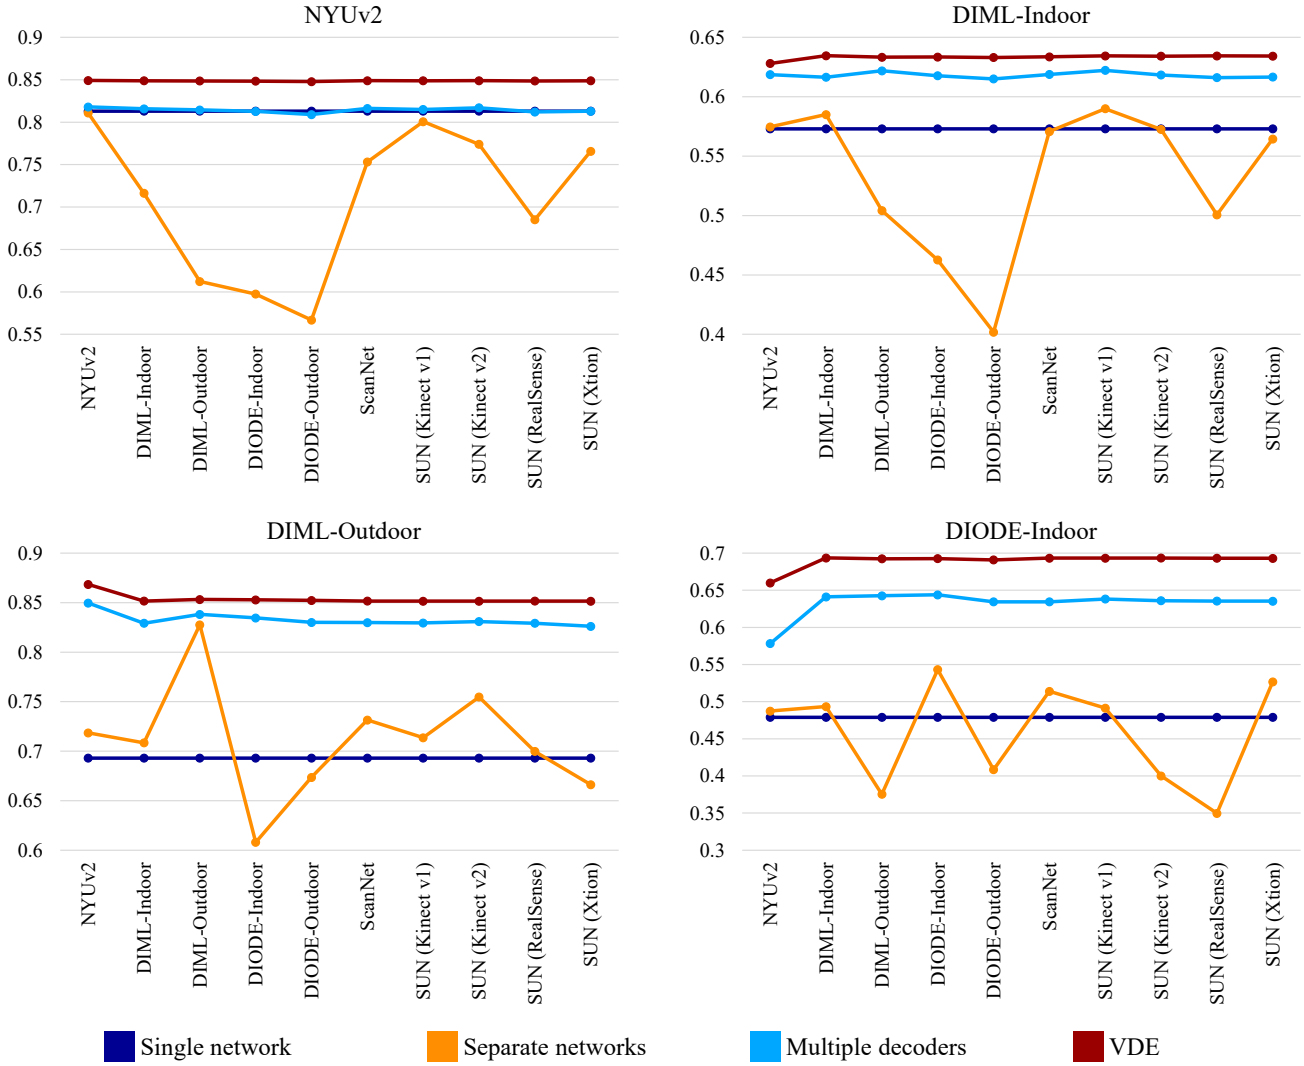 NYUv2
0.9
0.85
0.8
0.75
0.7
0.65
0.6
0.55
NYUv2
DIML-Indoor
DIML-Outdoor
DIODE-Indoor
DIODE-Outdoor
ScanNet
SUN (Kinect v1)
SUN (Kinect v2)
SUN (RealSense)
SUN (Xtion)
DIML-Indoor
0.65
0.6
0.55
0.5
0.45
0.4
NYUv2
DIML-Indoor
DIML-Outdoor
DIODE-Indoor
DIODE-Outdoor
ScanNet
SUN (Kinect v1)
SUN (Kinect v2)
SUN (RealSense)
SUN (Xtion)
DIML-Outdoor
0.9
0.85
0.8
0.75
0.7
0.65
0.6
NYUv2
DIML-Indoor
DIML-Outdoor
DIODE-Indoor
DIODE-Outdoor
ScanNet
SUN (Kinect v1)
SUN (Kinect v2)
SUN (RealSense)
SUN (Xtion)
DIODE-Indoor
0.7
0.65
0.6
0.55
0.5
0.45
0.4
0.35
0.3
NYUv2
DIML-Indoor
DIML-Outdoor
DIODE-Indoor
DIODE-Outdoor
ScanNet
SUN (Kinect v1)
SUN (Kinect v2)
SUN (RealSense)
SUN (Xtion)
Single network
Separate networks
Multiple decoders
VDE